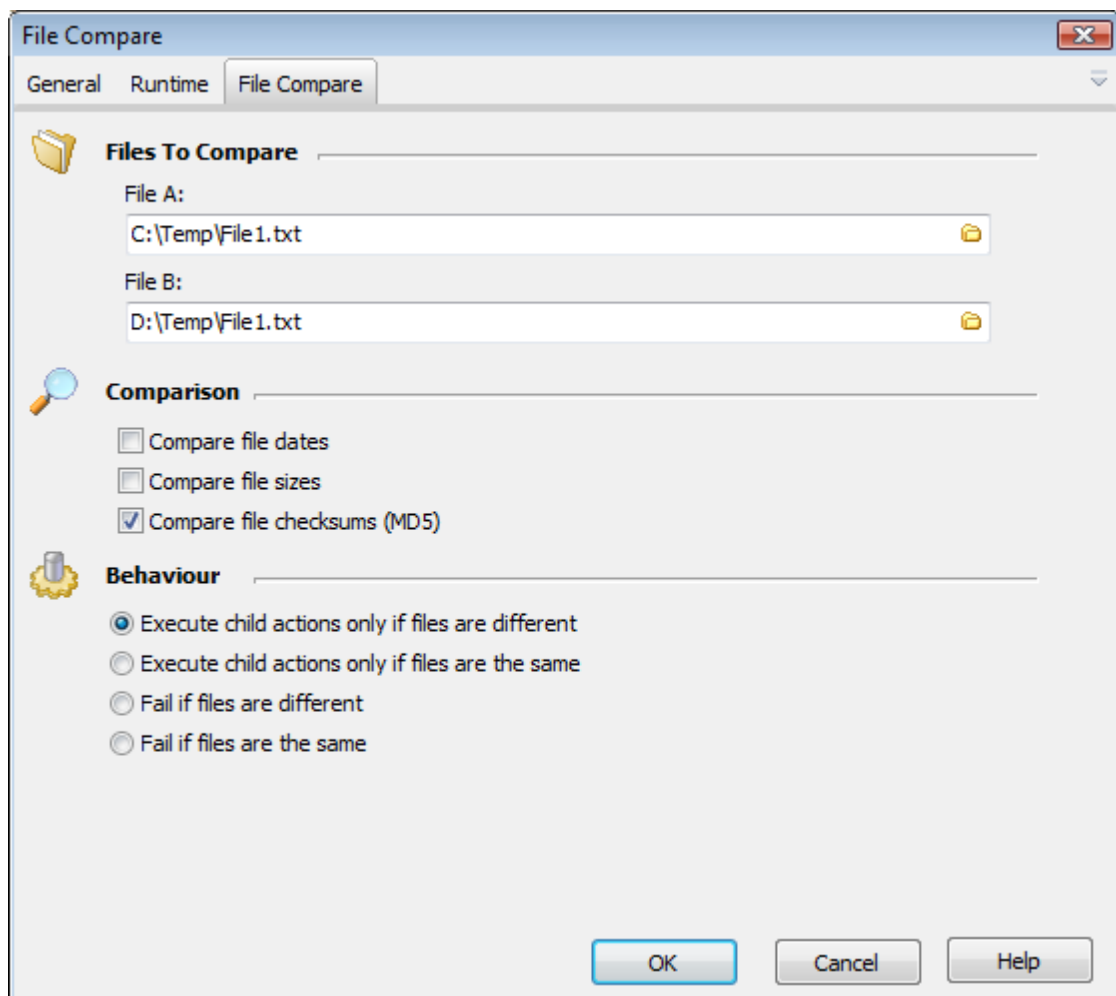 File Compare
General Runtime File Compare
Files To Compare
File A:
C:\Temp\File1.txt
File B:
D:\Temp\File1.txt
Comparison
Compare file dates
Compare file sizes
Compare file checksums (MD5)
Behaviour
Execute child actions only if files are different
Execute child actions only if files are the same
Fail if files are different
Fail if files are the same
OK Cancel Help